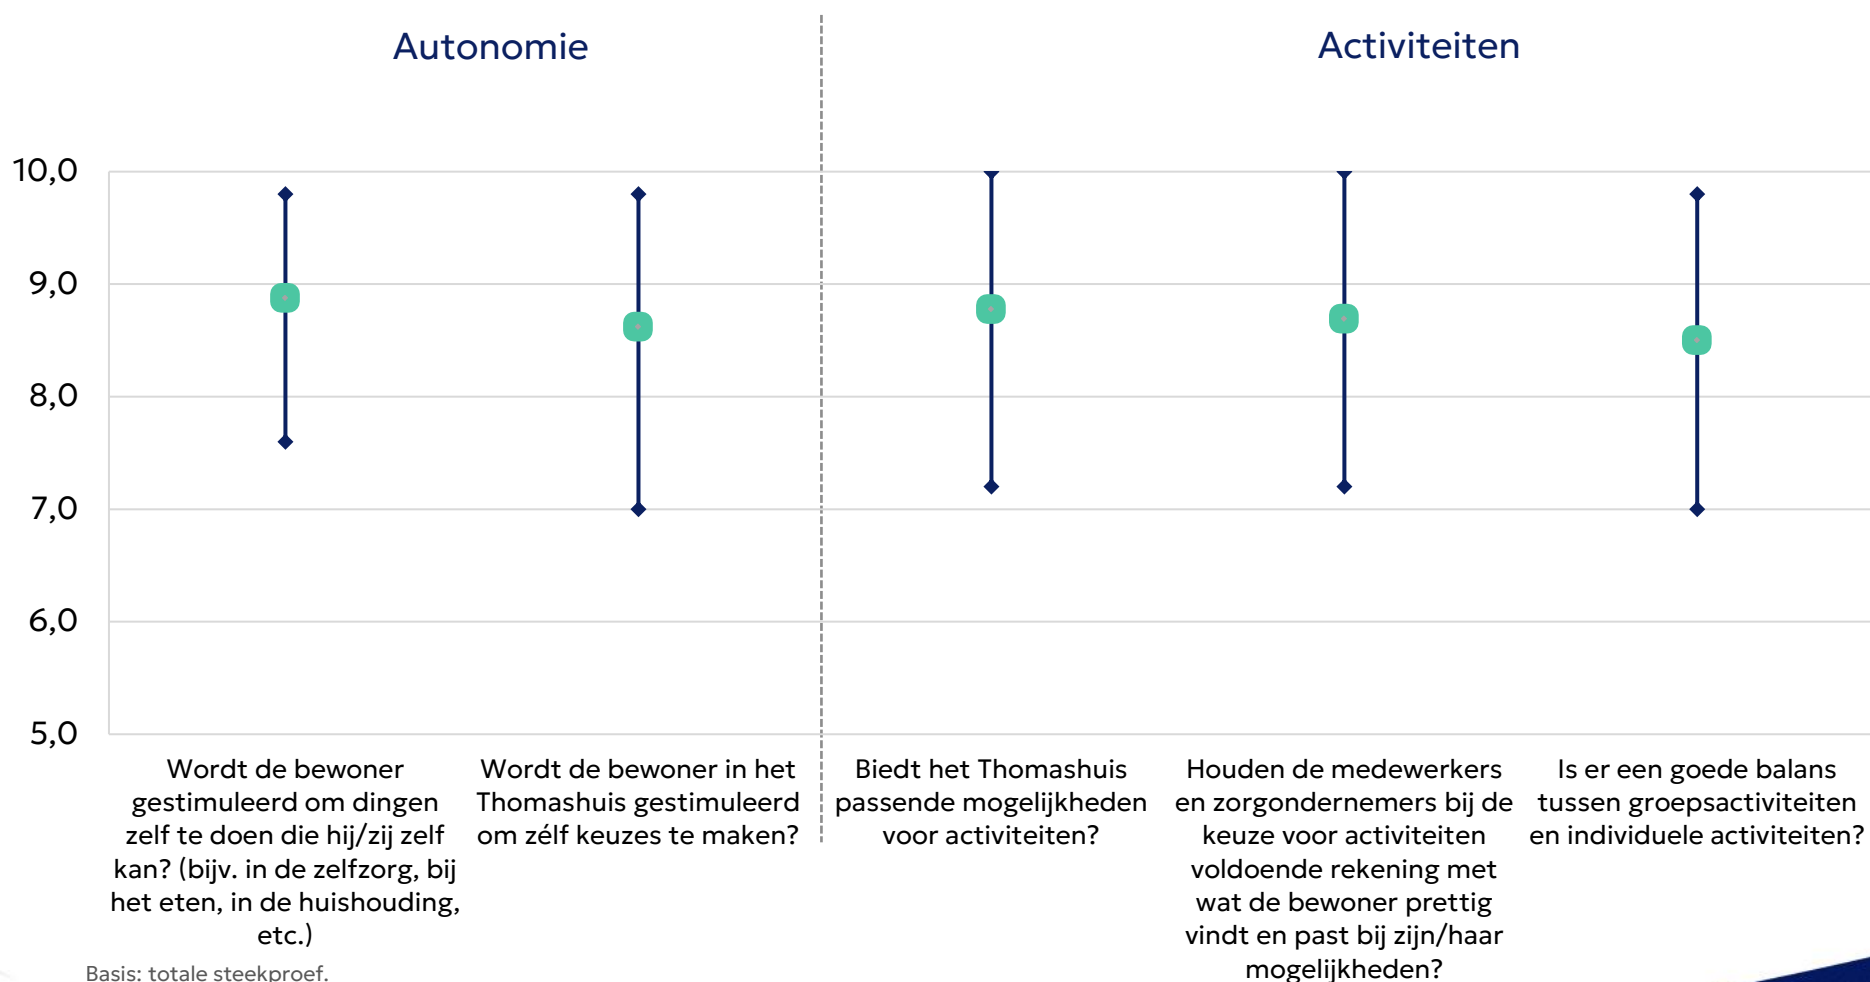 Autonomie
Activiteiten
10,0
9,0
8,0
7,0
6,0
5,0
Wordt de bewoner
gestimuleerd om dingen
zelf te doen die hij/zij zelf
kan? (bijv. in de zelfzorg, bij
het eten, in de huishouding,
etc.)
Wordt de bewoner in het
Thomashuis gestimuleerd
om zélf keuzes te maken?
Biedt het Thomashuis
passende mogelijkheden
voor activiteiten?
Houden de medewerkers
en zorgondernemers bij de
keuze voor activiteiten
voldoende rekening met
wat de bewoner prettig
vindt en past bij zijn/haar
mogelijkheden?
Is er een goede balans
tussen groepsactiviteiten
en individuele activiteiten?
Basis: totale steekproef.